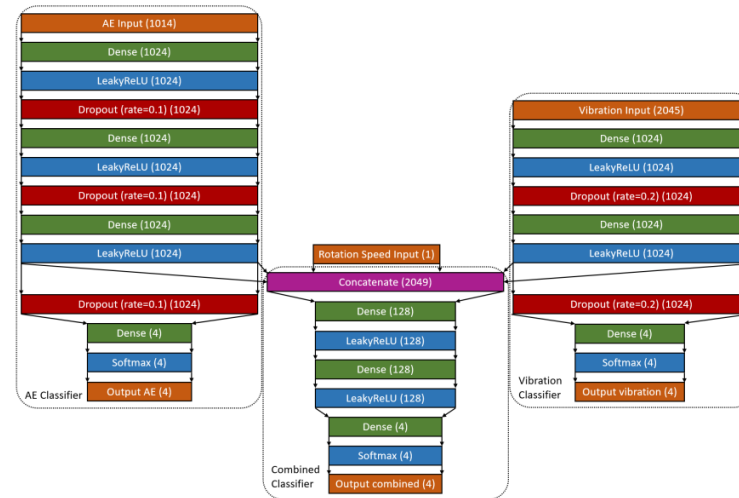 AE Input (1014)
Dense (1024)
LeakyReLU (1024)
Dropout (rate=0.1) (1024)
Dense (1024)
LeakyReLU (1024)
Dropout (rate=0.1) (1024)
Dense (1024)
LeakyReLU (1024)
Dropout (rate=0.1) (1024)
Dense (4)
Softmax (4)
Output AE (4)
AE Classifier
Rotation Speed Input (1)
Concatenate (2049)
Dense (128)
LeakyReLU (128)
Dense (128)
LeakyReLU (128)
Dense (4)
Softmax (4)
Output combined (4)
Combined
Classifier
Vibration Input (2045)
Dense (1024)
LeakyReLU (1024)
Dropout (rate=0.2) (1024)
Dense (1024)
LeakyReLU (1024)
Dropout (rate=0.2) (1024)
Dense (4)
Softmax (4)
Output vibration (4)
Vibration
Classifier